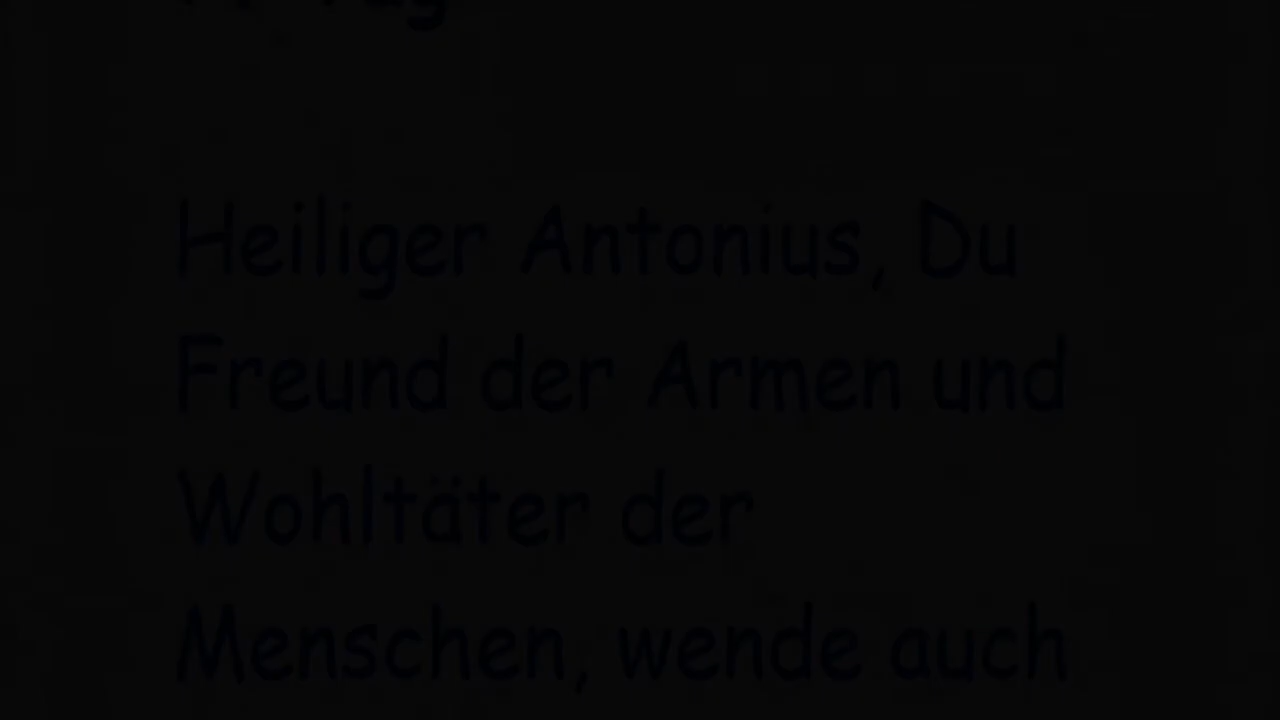 Heiliger Antonius, Du
Freund der Armen und
Wohltäter der
Menschen, wende auch